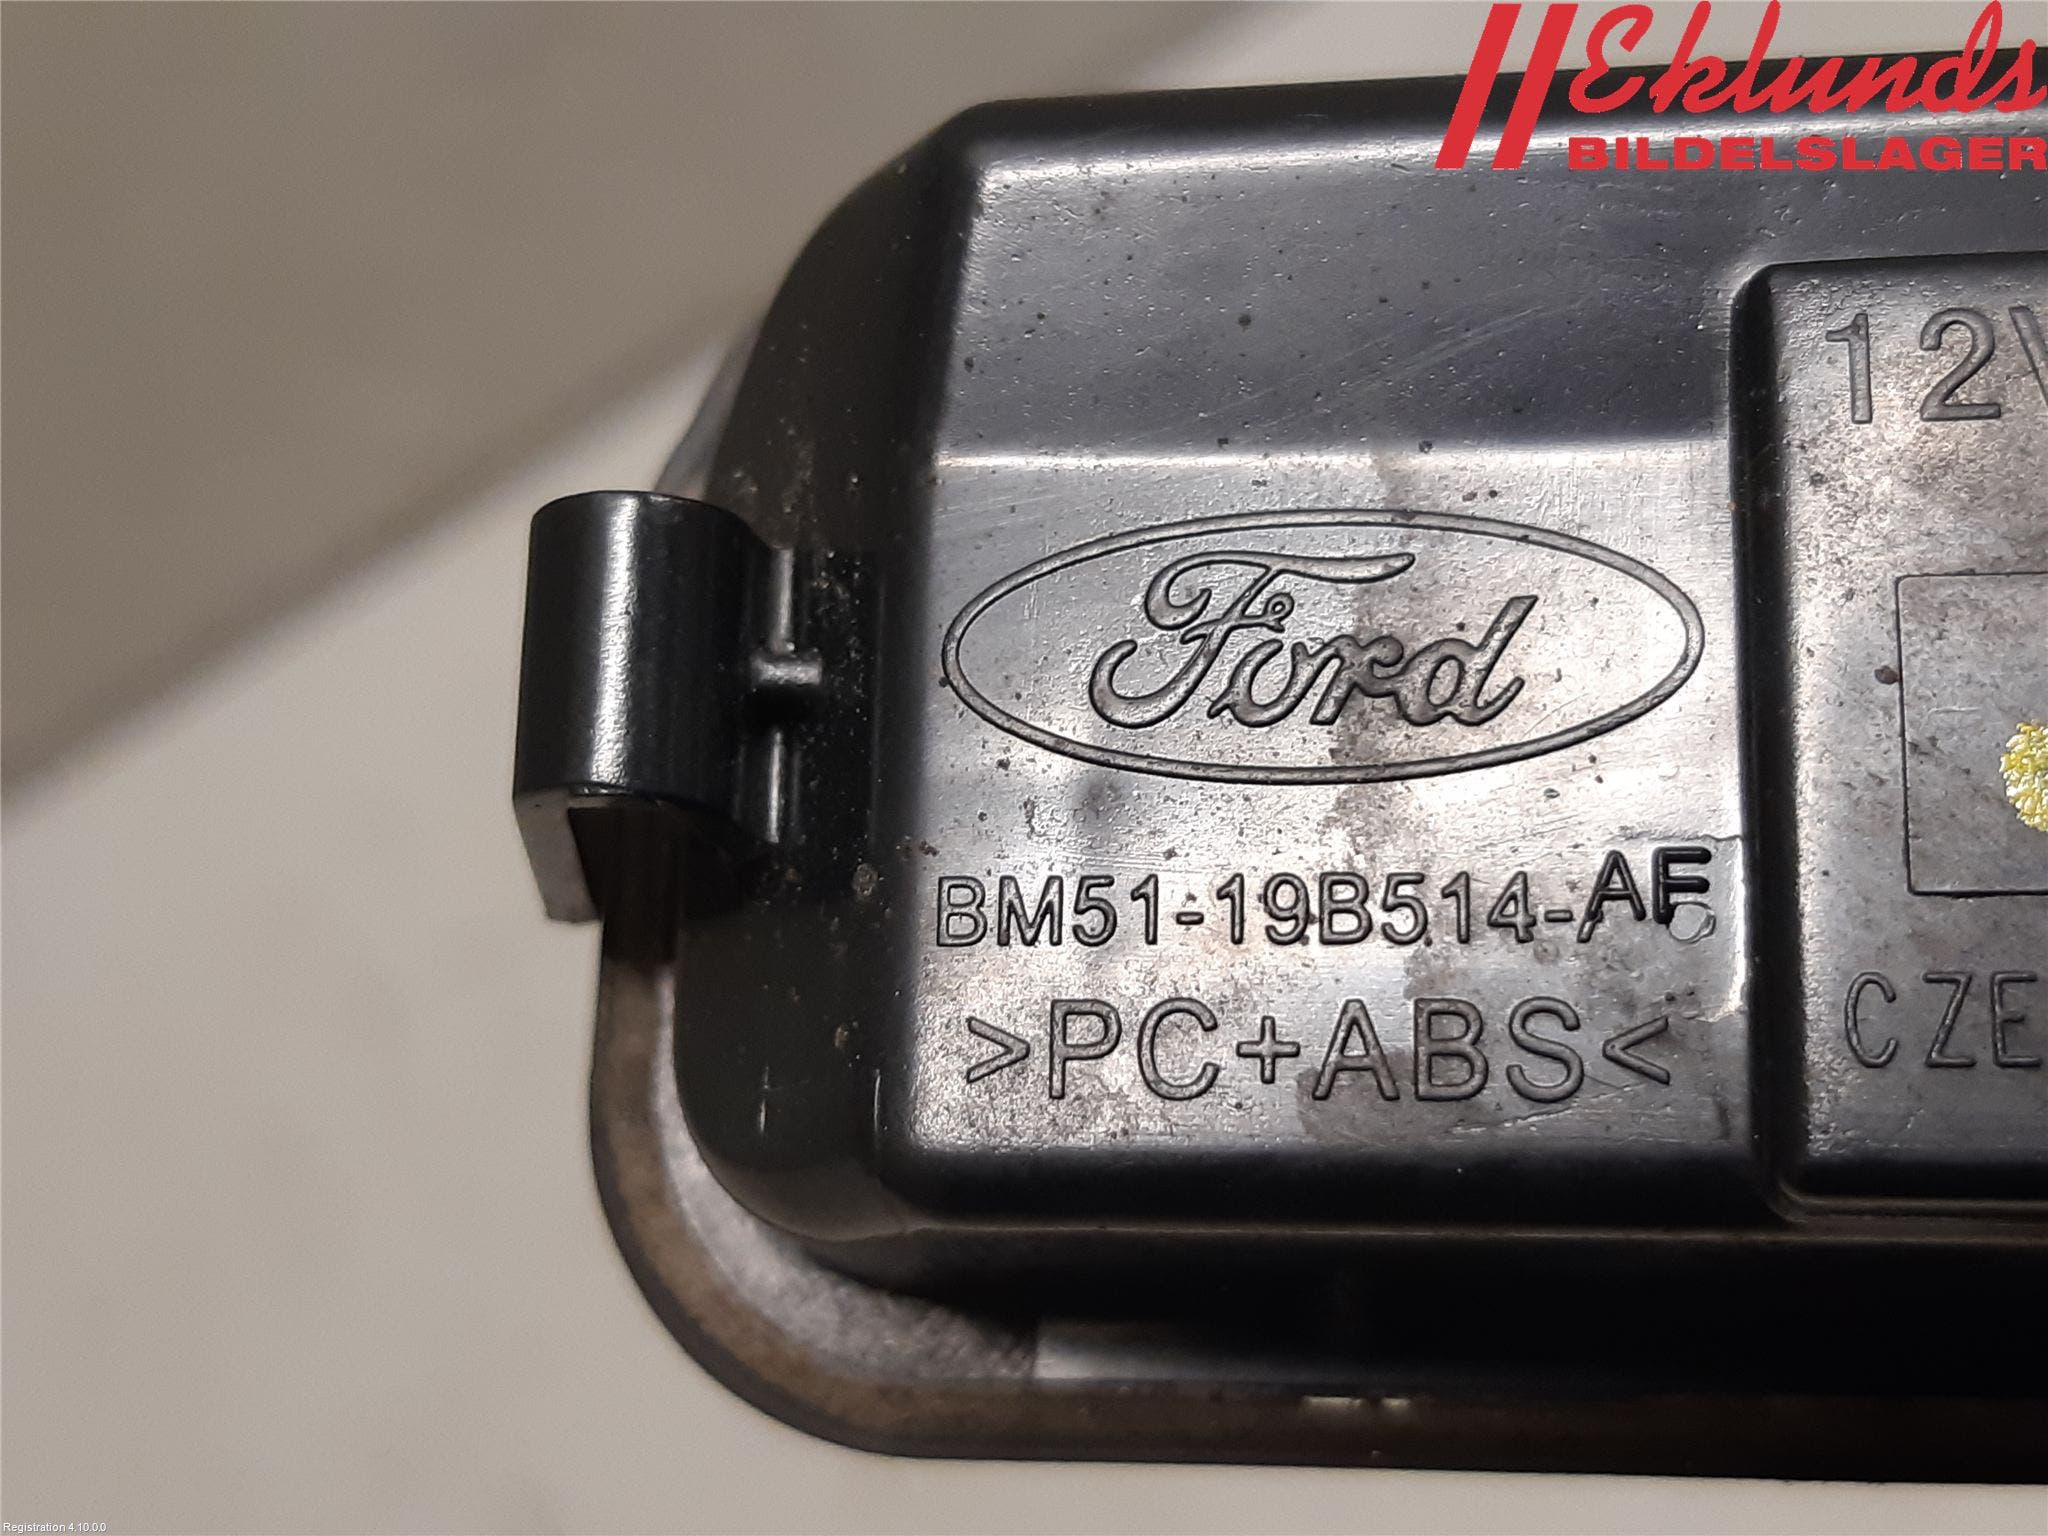 Eklunds
BILDELSLAGER
12V
Ford
BM51-19B514-AE
>PC+ABS<
CZE
Registration 4.10.0.0